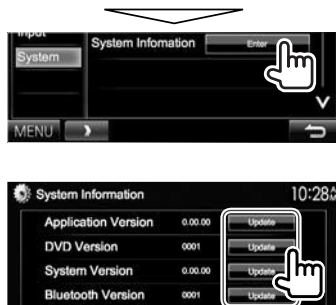 Input
System Infomation Enter
System
MENU
System Information 10:28
Application Version 0.00.00 Update
DVD Version 0001 Update
System Version 0.00.00 Update
Bluetooth Version 0001 Update